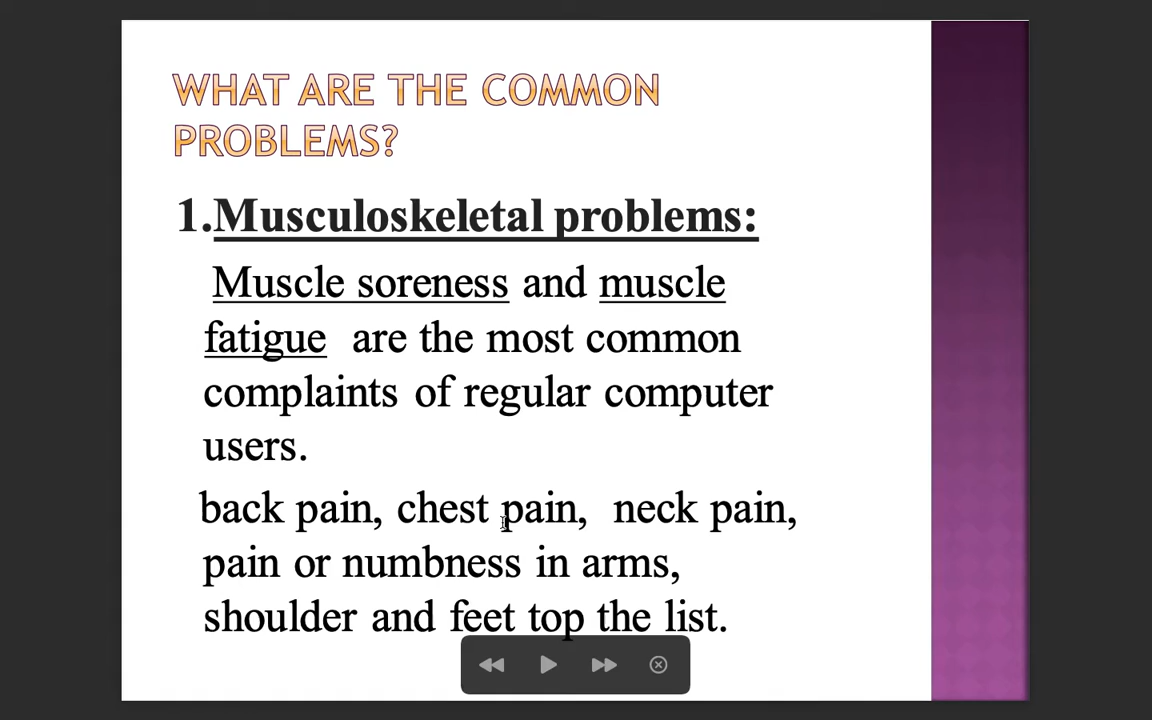 WHAT ARE THE COMMON
PROBLEMS?
1.Musculoskeletal problems:
Muscle soreness and muscle
fatigue are the most common
complaints of regular computer
users.
back pain, chest pain, neck pain,
pain or numbness in arms,
shoulder and feet top the list.